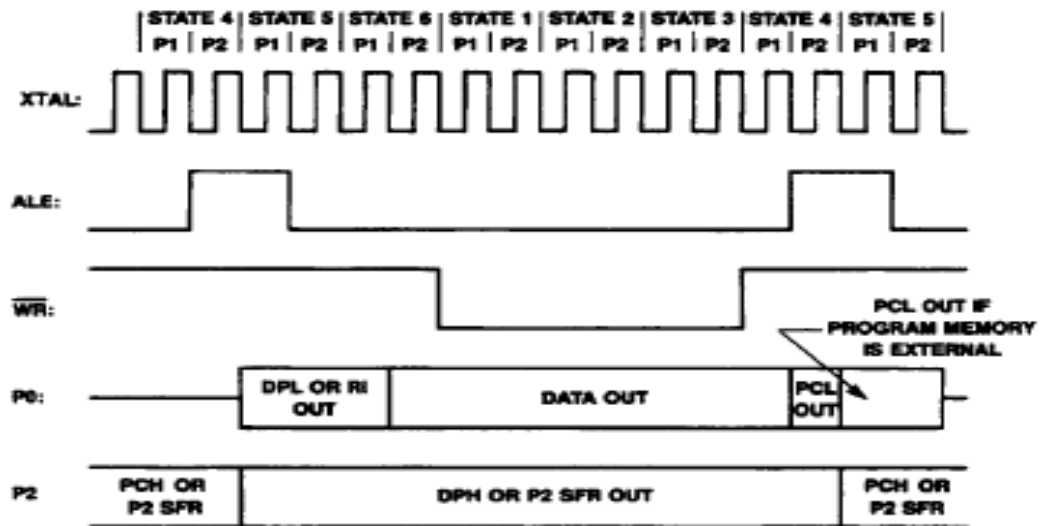 STATE 4 STATE 5 STATE 6 STATE 1 STATE 2 STATE 3 STATE 4 STATE 5
P1 P2 P1 P2 P1 P2 P1 P2 P1 P2 P1 P2 P1 P2 P1 P2
XTAL:
ALE:
WR:
PCL OUT IF
PROGRAM MEMORY
IS EXTERNAL
P0:
DPL OR RI
OUT
DATA OUT
PCL
OUT
P2
PCH OR
P2 SFR
DPH OR P2 SFR OUT
PCH OR
P2 SFR